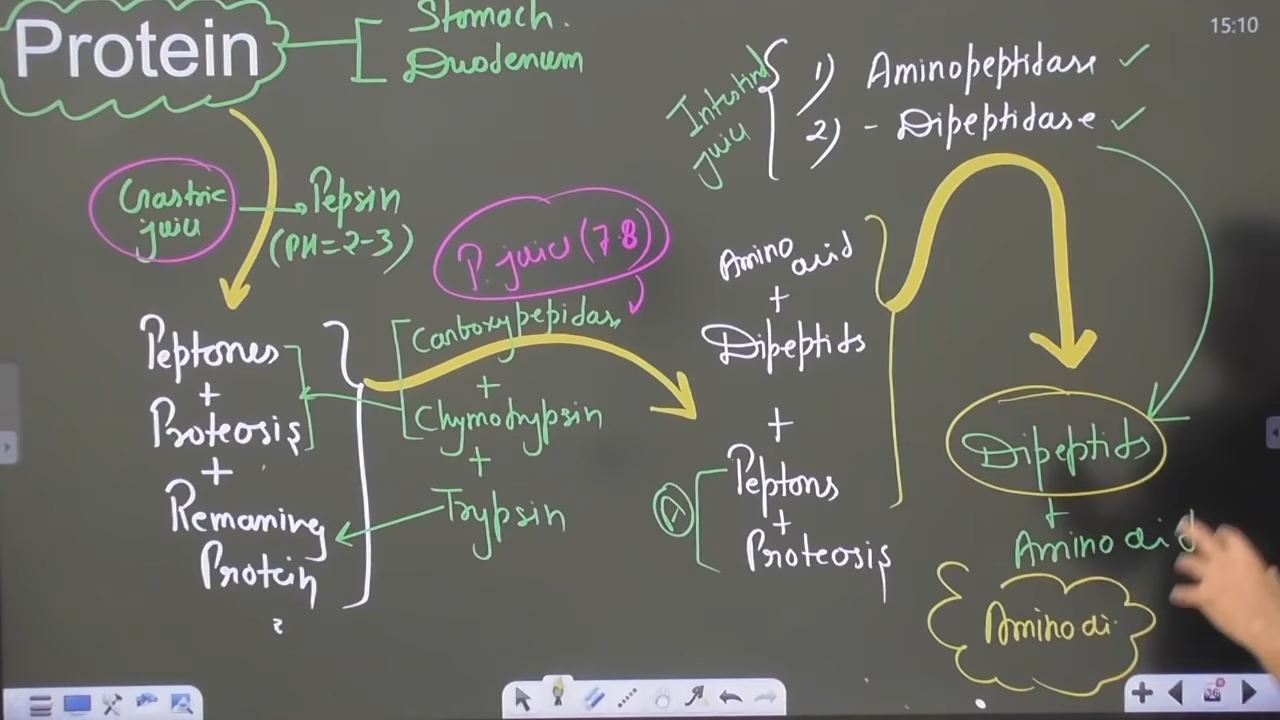 Protein
Stomach.
Duodenum
15:10
Intestinal
juice
1) Aminopeptidase ✓
2) - Dipeptidase ✓
Gastric
juice
Pepsin
(PH=2-3)
P. juice (7.8)
Peptones
+
Proteosis
+
Remaning
Protein
Carboxypepidase
+
Chymotrypsin
+
Trypsin
Amino acid
+
Dipeptids
+
Peptons
+
Proteosis
Dipeptids
+
Amino acid
Amino di.